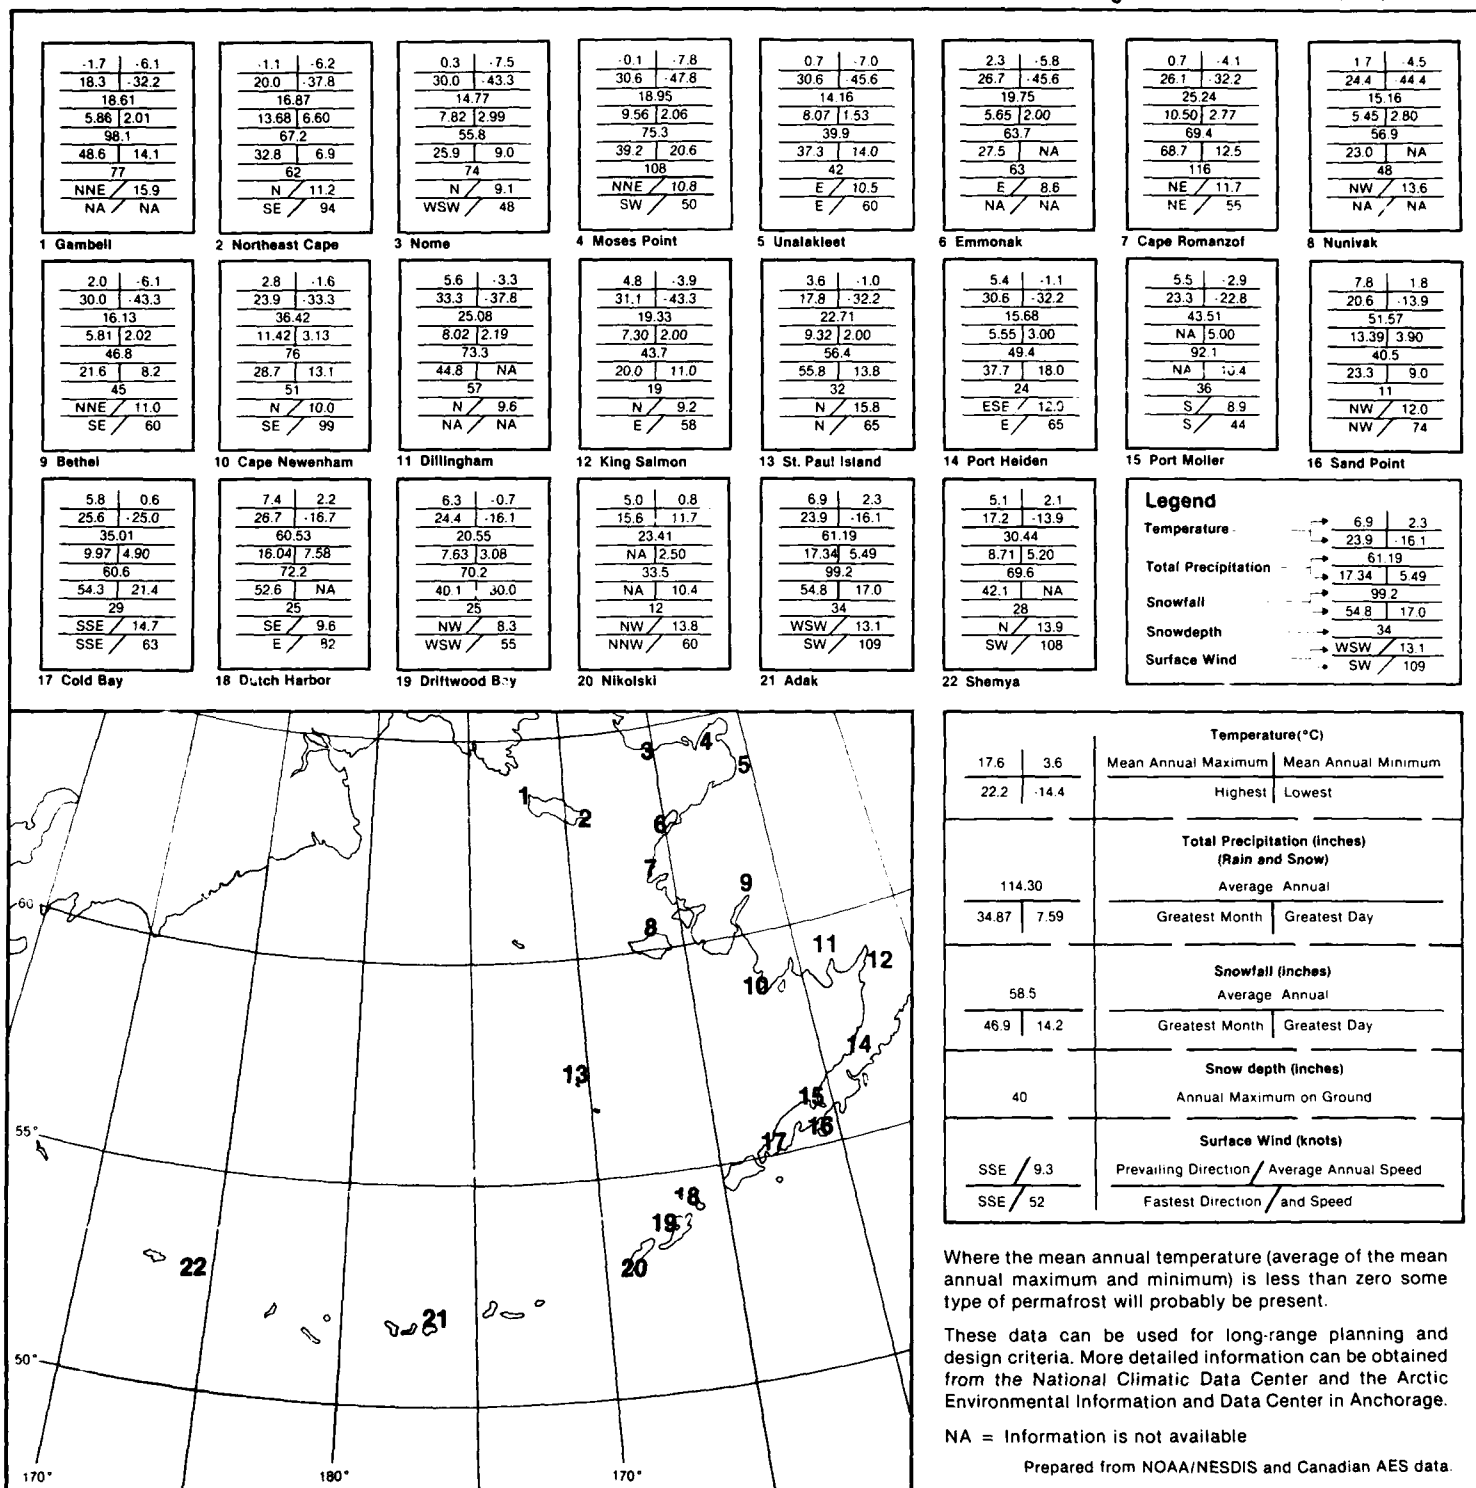 -1.7 -6.1
18.3 -32.2
18.61
5.86 2.01
98.1
48.6 14.1
77
NNE / 15.9
NA / NA
1 Gambell
-1.1 -6.2
20.0 -37.8
16.87
13.68 6.60
67.2
32.8 6.9
62
N / 11.2
SE / 94
2 Northeast Cape
0.3 -7.5
30.0 -43.3
14.77
7.82 2.99
55.8
25.9 9.0
74
N / 9.1
WSW / 48
3 Nome
-0.1 -7.8
30.6 -47.8
18.95
9.56 2.06
75.3
39.2 20.6
108
NNE / 10.8
SW / 50
4 Moses Point
0.7 -7.0
30.6 -45.6
14.16
8.07 1.53
39.9
37.3 14.0
42
E / 10.5
E / 60
5 Unalakleet
2.3 -5.8
26.7 -45.6
19.75
5.65 2.00
63.7
27.5 NA
63
E / 8.6
NA / NA
6 Emmonak
0.7 -4.1
26.1 -32.2
25.24
10.50 2.77
69.4
68.7 12.5
116
NE / 11.7
NE / 55
7 Cape Romanzof
1.7 -4.5
24.4 -44.4
15.16
5.45 2.80
56.9
23.0 NA
48
NW / 13.6
NA / NA
8 Nunivak
2.0 -6.1
30.0 -43.3
16.13
5.81 2.02
46.8
21.6 8.2
45
NNE / 11.0
SE / 60
9 Bethel
2.8 -1.6
23.9 -33.3
36.42
11.42 3.13
76
28.7 13.1
51
N / 10.0
SE / 99
10 Cape Newenham
5.6 -3.3
33.3 -37.8
25.08
8.02 2.19
73.3
44.8 NA
57
N / 9.6
NA / NA
11 Dillingham
4.8 -3.9
31.1 -43.3
19.33
7.30 2.00
43.7
20.0 11.0
19
N / 9.2
E / 58
12 King Salmon
3.6 -1.0
17.8 -32.2
22.71
9.32 2.00
56.4
55.8 13.8
32
N / 15.8
N / 65
13 St. Paul Island
5.4 -1.1
30.6 -32.2
15.68
5.55 3.00
49.4
37.7 18.0
24
ESE / 12.0
E / 65
14 Port Heiden
5.5 -2.9
23.3 -22.8
43.51
NA 5.00
92.1
NA
36
S / 8.9
S / 44
15 Port Moller
7.8 1.8
20.6 -13.9
51.57
13.39 3.90
40.5
23.3 9.0
11
NW / 12.0
NW / 74
16 Sand Point
5.8 0.6
25.6 -25.0
35.01
9.97 4.90
60.6
54.3 21.4
29
SSE / 14.7
SSE / 63
17 Cold Bay
7.4 2.2
26.7 -16.7
60.53
16.04 7.58
72.2
52.6 NA
25
SE / 9.6
E /
18 Dutch Harbor
6.3 -0.7
24.4 -16.1
20.55
7.63 3.08
70.2
40.1 30.0
25
NW / 8.3
WSW / 55
19 Driftwood Bay
5.0 0.8
15.6 11.7
23.41
NA 2.50
33.5
NA 10.4
12
NW / 13.8
NNW / 60
20 Nikolski
6.9 2.3
23.9 -16.1
61.19
17.34 5.49
99.2
54.8 17.0
34
WSW / 13.1
SW / 109
21 Adak
5.1 2.1
17.2 -13.9
30.44
8.71 5.20
69.6
42.1 NA
28
N / 13.9
SW / 108
22 Shemya
Legend
Temperature 6.9 2.3
23.9 -16.1
Total Precipitation 61.19
17.34 5.49
Snowfall 99.2
54.8 17.0
Snowdepth 34
Surface Wind WSW / 13.1
SW / 109
3
4
5
1
2
6
7
9
60
8
11
12
10
14
13
15
16
55°
17
18
19
20
22
21
50°
170° 180° 170°
Temperature (°C)
17.6 3.6 Mean Annual Maximum Mean Annual Minimum
22.2 -14.4 Highest Lowest
Total Precipitation (inches)
(Rain and Snow)
114.30 Average Annual
34.87 7.59 Greatest Month Greatest Day
Snowfall (inches)
58.5 Average Annual
46.9 14.2 Greatest Month Greatest Day
Snow depth (inches)
40 Annual Maximum on Ground
Surface Wind (knots)
SSE / 9.3 Prevailing Direction / Average Annual Speed
SSE / 52 Fastest Direction / and Speed
Where the mean annual temperature (average of the mean
annual maximum and minimum) is less than zero some
type of permafrost will probably be present.
These data can be used for long-range planning and
design criteria. More detailed information can be obtained
from the National Climatic Data Center and the Arctic
Environmental Information and Data Center in Anchorage.
NA = Information is not available
Prepared from NOAA/NESDIS and Canadian AES data.